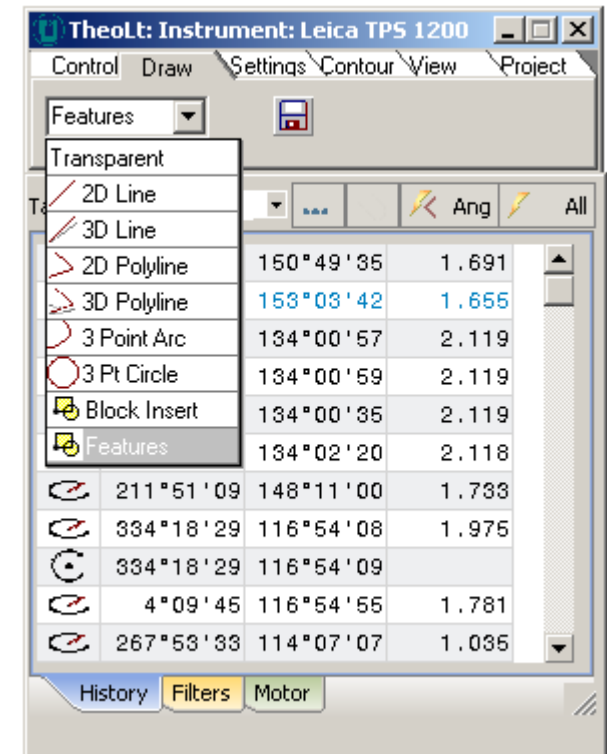 TheoLt: Instrument: Leica TPS 1200
Control Draw Settings Contour View Project
Features
Transparent
2D Line
3D Line
2D Polyline
3D Polyline
3 Point Arc
3 Pt Circle
Block Insert
Features
... Ang All
150°49'35 1.691
153°03'42 1.655
134°00'57 2.119
134°00'59 2.119
134°00'35 2.119
134°02'20 2.118
211°51'09 148°11'00 1.733
334°18'29 116°54'08 1.975
334°18'29 116°54'09
4°09'45 116°54'55 1.781
267°53'33 114°07'07 1.035
History Filters Motor